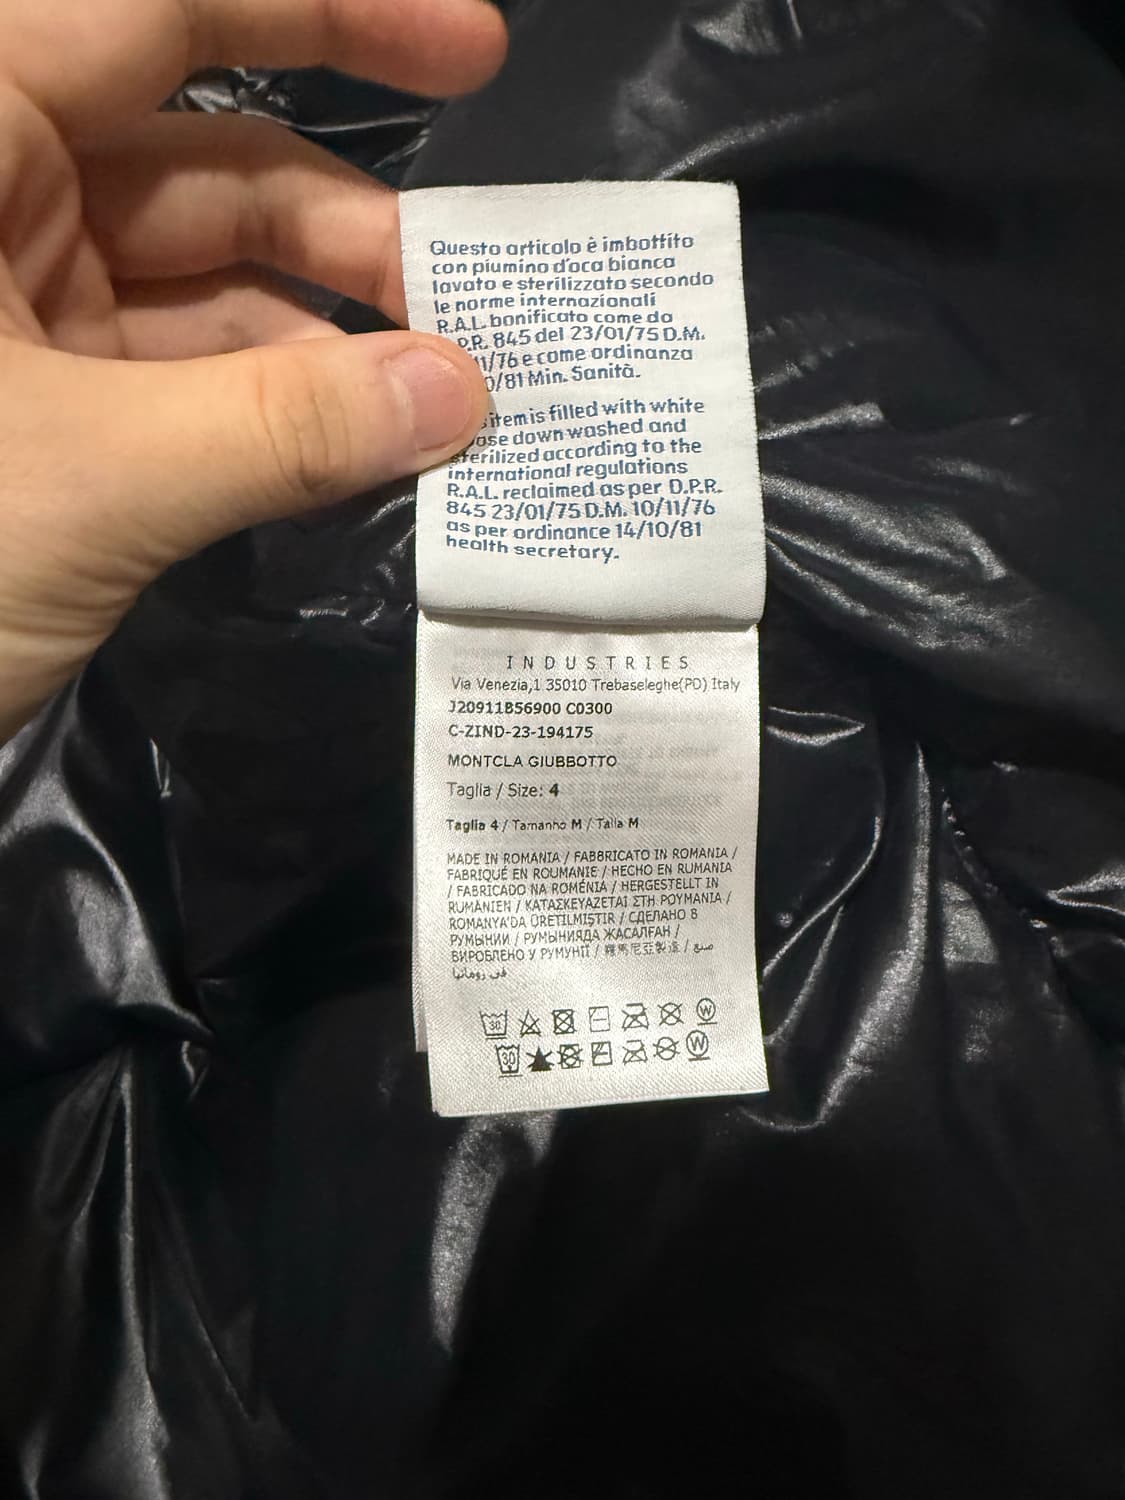 Questo articolo è imbottito
con piumino d'oca bianca
lavato e sterilizzato secondo
le norme internazionali
R.A.L. bonificato come da
P.R. 845 del 23/01/75 D.M.
11/76 e come ordinanza
0/81 Min. Sanità.
item is filled with white
down washed and
sterilized according to the
international regulations
R.A.L. reclaimed as per D.P.R.
845 23/01/75 D.M. 10/11/76
as per ordinance 14/10/81
health secretary.
INDUSTRIES
Via Venezia,1 35010 Trebaseleghe(PD) Italy
J20911B56900 C0300
C-ZIND-23-194175
MONTCLA GIUBBOTTO
Taglia / Size: 4
Taglia 4 / Tamanho M / Talla M
MADE IN ROMANIA / FABBRICATO IN ROMANIA /
FABRIQUÉ EN ROUMANIE / HECHO EN RUMANIA
/ FABRICADO NA ROMÉNIA / HERGESTELLT IN
RUMÄNIEN / ΚΑΤΑΣΚΕΥΑΖΕΤΑΙ ΣΤΗ ΡΟΥΜΑΝΙΑ /
ROMANYA'DA ÜRETILMIŞTIR / СДЕЛАНО В
РУМЫНИИ / РУМЫНИЯДА ЖАСАЛҒАН /
ВИРОБЛЕНО У РУМУНІЇ / 羅馬尼亞製造 / صنع
في رومانيا
30 W
30 W